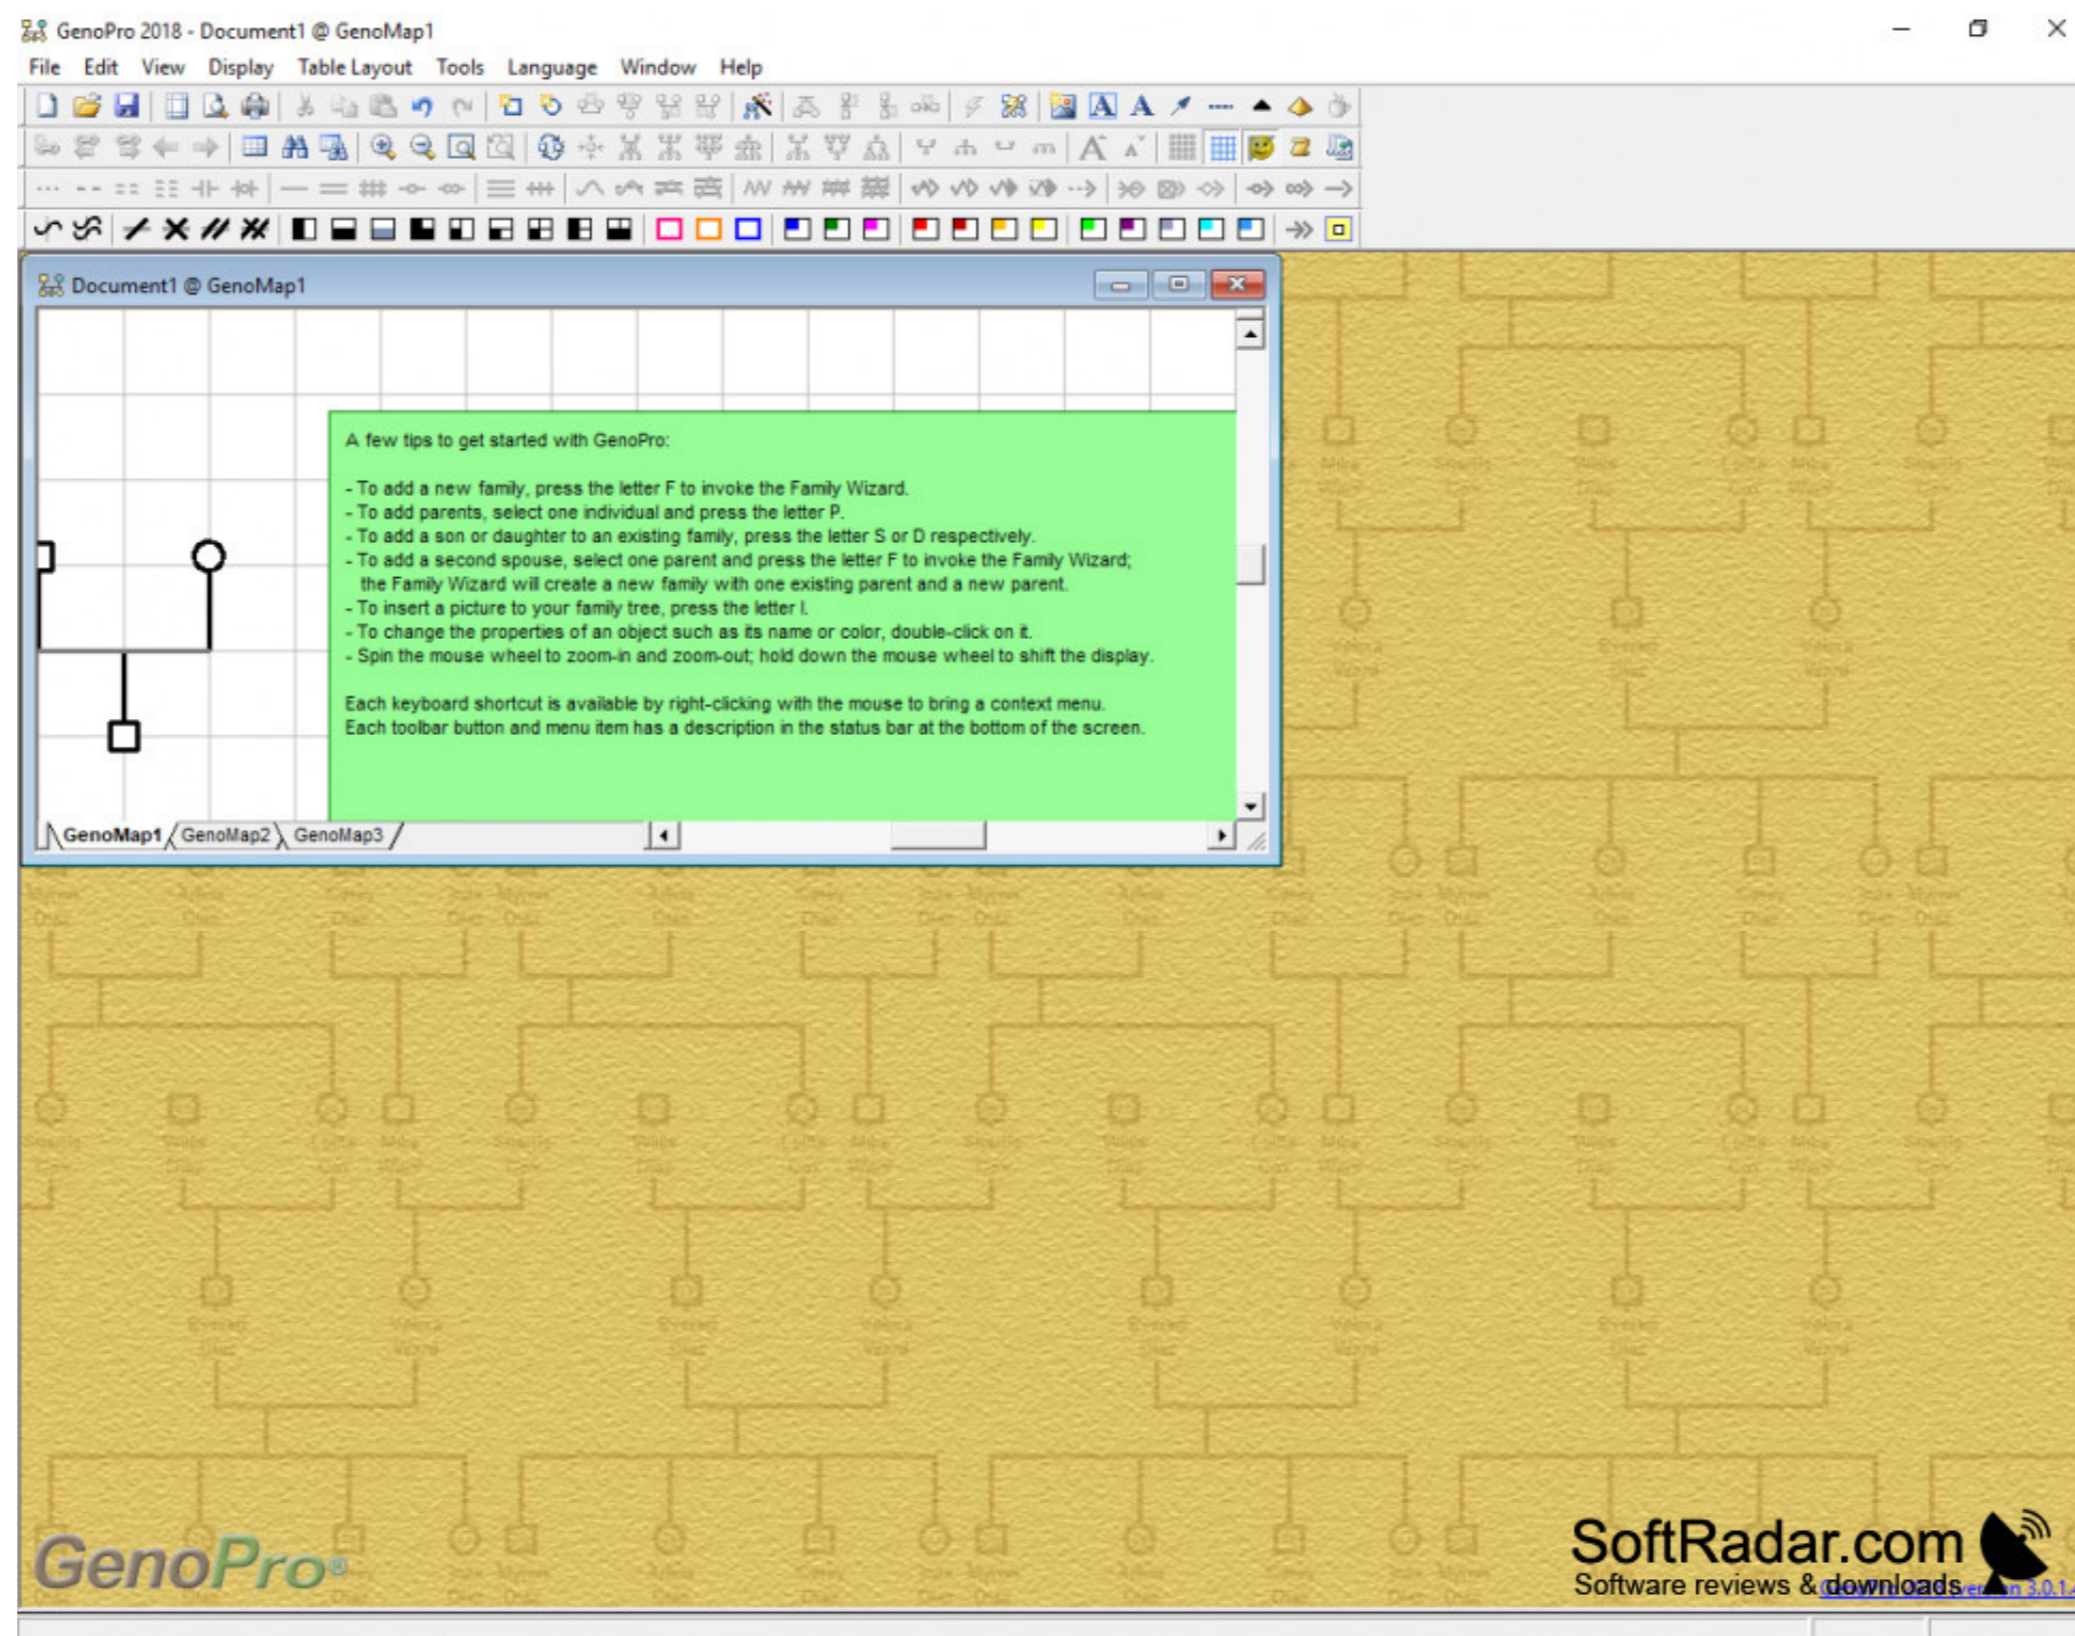 GenoPro 2018 - Document1 @ GenoMap1
File Edit View Display Table Layout Tools Language Window Help
Document1 @ GenoMap1
A few tips to get started with GenoPro:
- To add a new family, press the letter F to invoke the Family Wizard.
- To add parents, select one individual and press the letter P.
- To add a son or daughter to an existing family, press the letter S or D respectively.
- To add a second spouse, select one parent and press the letter F to invoke the Family Wizard;
the Family Wizard will create a new family with one existing parent and a new parent.
- To insert a picture to your family tree, press the letter I.
- To change the properties of an object such as its name or color, double-click on it.
- Spin the mouse wheel to zoom-in and zoom-out; hold down the mouse wheel to shift the display.
Each keyboard shortcut is available by right-clicking with the mouse to bring a context menu.
Each toolbar button and menu item has a description in the status bar at the bottom of the screen.
GenoMap1 GenoMap2 GenoMap3
GenoPro®
SoftRadar.com
Software reviews & downloads